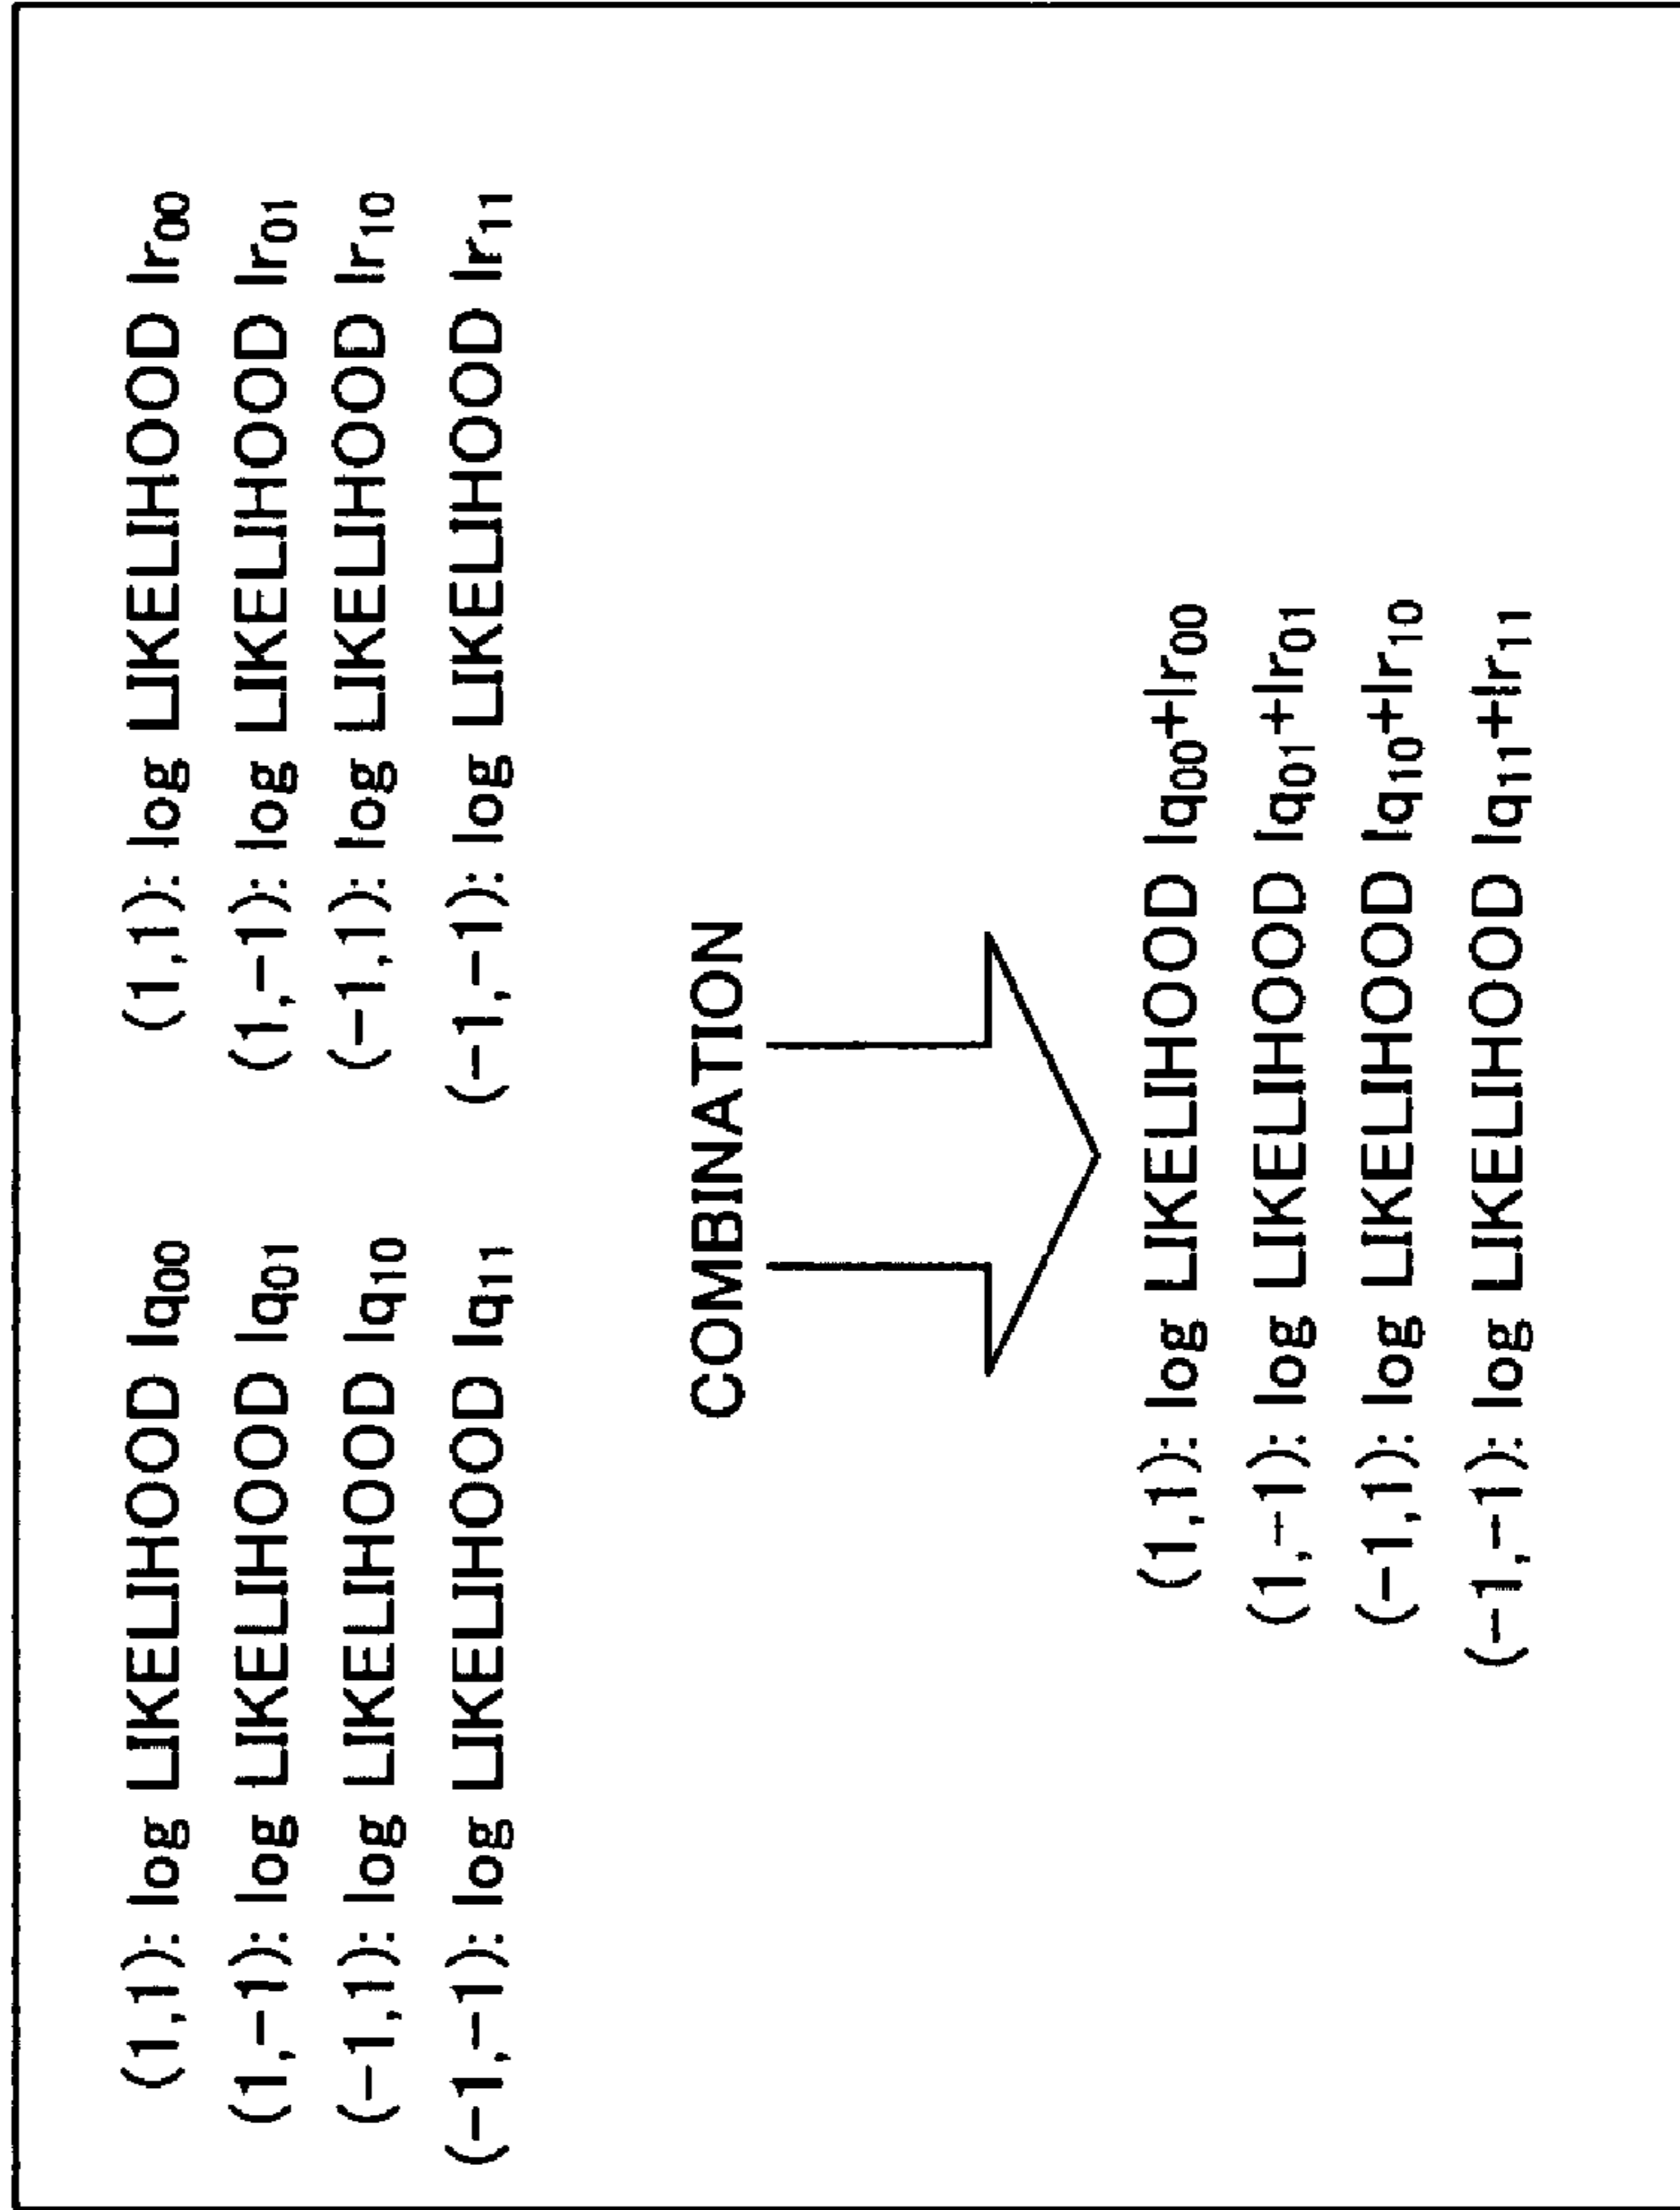 (1,1): log LIKELIHOOD lq00
(1,-1): log LIKELIHOOD lq01
(-1,1): log LIKELIHOOD lq10
(-1,-1): log LIKELIHOOD lq11
(1,1): log LIKELIHOOD lr00
(1,-1): log LIKELIHOOD lr01
(-1,1): log LIKELIHOOD lr10
(-1,-1): log LIKELIHOOD lr11
COMBINATION
(1,1): log LIKELIHOOD lq00+lr00
(1,-1): log LIKELIHOOD lq01+lr01
(-1,1): log LIKELIHOOD lq10+lr10
(-1,-1): log LIKELIHOOD lq11+lr11